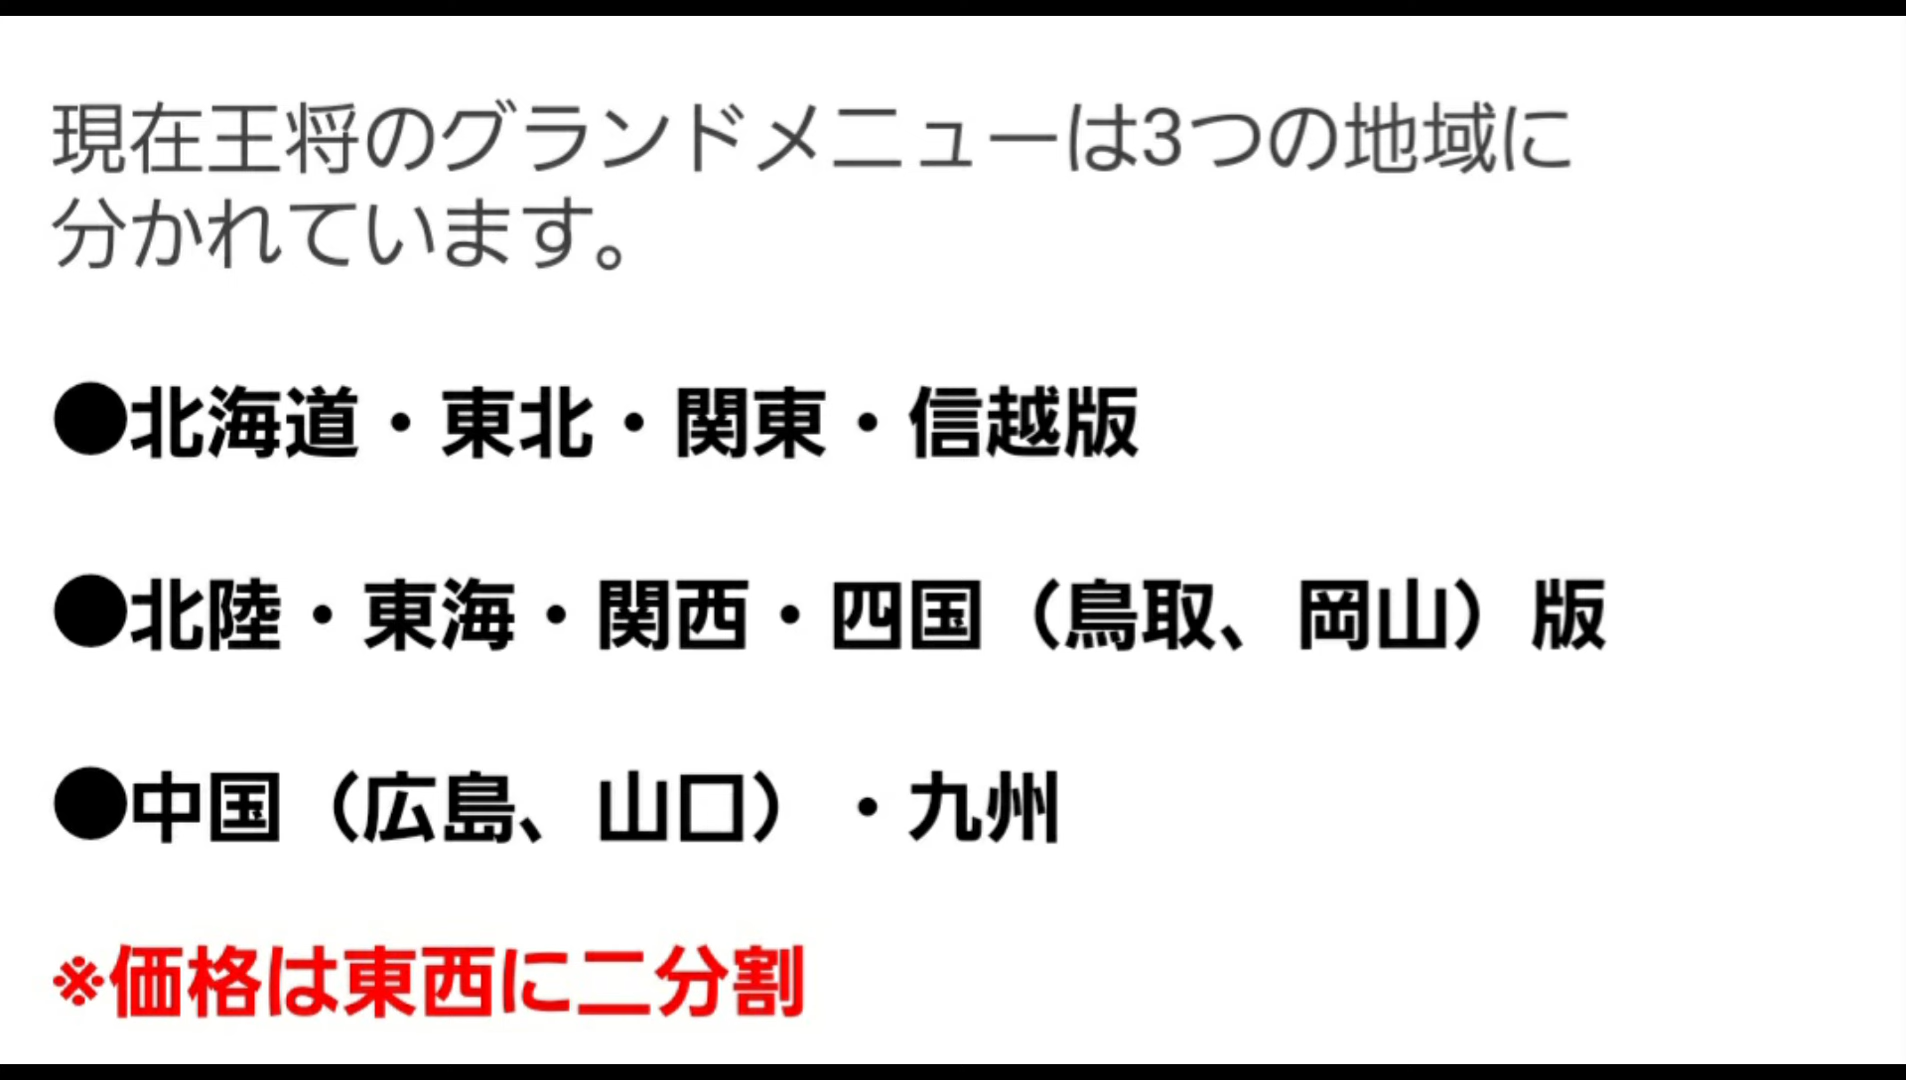 現在王将のグランドメニューは3つの地域に
分かれています。
●北海道・東北・関東・信越版
●北陸・東海・関西・四国（鳥取、岡山）版
●中国（広島、山口）・九州
※価格は東西に二分割